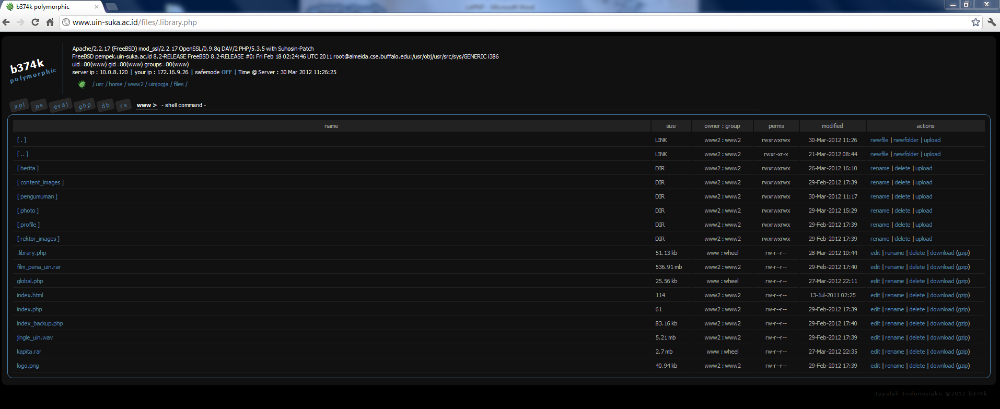 b374k polymorphic
www.uin-suka.ac.id/files/.library.php
b374k
polymorphic
Apache/2.2.17 (FreeBSD) mod_ssl/2.2.17 OpenSSL/0.9.8q DAV/2 PHP/5.3.5 with Suhosin-Patch
FreeBSD pempek.uin-suka.ac.id 8.2-RELEASE FreeBSD 8.2-RELEASE #0: Fri Feb 18 02:24:46 UTC 2011 root@almeida.cse.buffalo.edu:/usr/obj/usr/src/sys/GENERIC i386
uid=80(www) gid=80(www) groups=80(www)
server ip : 10.0.8.120 | your ip : 172.16.9.26 | safemode OFF | Time @ Server : 30 Mar 2012 11:26:25
/ usr / home / www2 / uinjogja / files /
xpl ps eval php db rs www > - shell command -
name size owner : group perms modified actions
[ . ] LINK www2 : www2 rwxrwxrwx 30-Mar-2012 11:26 newfile | newfolder | upload
[ .. ] LINK www2 : www2 rwxr-xr-x 21-Mar-2012 08:44 newfile | newfolder | upload
[ berita ] DIR www2 : www2 rwxrwxrwx 26-Mar-2012 16:10 rename | delete | upload
[ content_images ] DIR www2 : www2 rwxrwxrwx 29-Feb-2012 17:39 rename | delete | upload
[ pengumuman ] DIR www2 : www2 rwxrwxrwx 30-Mar-2012 11:17 rename | delete | upload
[ photo ] DIR www2 : www2 rwxrwxrwx 29-Mar-2012 15:29 rename | delete | upload
[ profile ] DIR www2 : www2 rwxrwxrwx 29-Feb-2012 17:39 rename | delete | upload
[ rektor_images ] DIR www2 : www2 rwxrwxrwx 29-Feb-2012 17:39 rename | delete | upload
.library.php 51.13 kb www : wheel rw-r--r-- 28-Mar-2012 10:44 edit | rename | delete | download (gzip)
film_pena_uin.rar 536.91 mb www2 : www2 rw-r--r-- 29-Feb-2012 17:40 edit | rename | delete | download (gzip)
global.php 25.56 kb www : wheel rw-r--r-- 27-Mar-2012 22:11 edit | rename | delete | download (gzip)
index.html 114 www2 : www2 rw-r--r-- 13-Jul-2011 02:25 edit | rename | delete | download (gzip)
index.php 61 www2 : www2 rw-r--r-- 29-Feb-2012 17:39 edit | rename | delete | download (gzip)
index_backup.php 83.16 kb www2 : www2 rw-r--r-- 29-Feb-2012 17:40 edit | rename | delete | download (gzip)
jingle_uin.wav 5.21 mb www2 : www2 rw-r--r-- 29-Feb-2012 17:39 edit | rename | delete | download (gzip)
kapita.rar 2.7 mb www : wheel rw-r--r-- 27-Mar-2012 22:35 edit | rename | delete | download (gzip)
logo.png 40.94 kb www2 : www2 rw-r--r-- 29-Feb-2012 17:39 edit | rename | delete | download (gzip)
Jayalah Indonesiaku ©2012 b374k